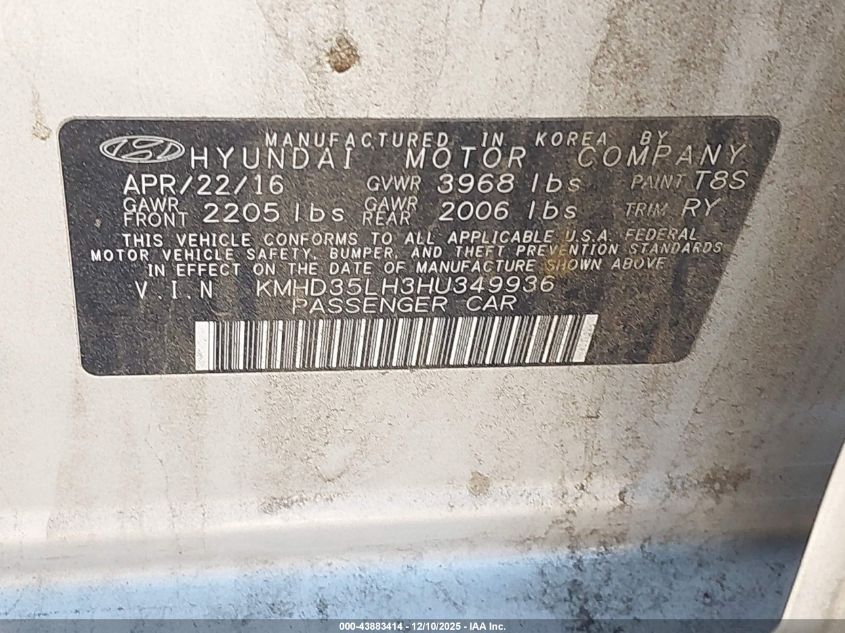 MANUFACTURED IN KOREA BY
HYUNDAI MOTOR COMPANY
APR/22/16 GVWR 3968 lbs PAINT T8S
GAWR FRONT 2205 lbs GAWR REAR 2006 lbs TRIM RY
THIS VEHICLE CONFORMS TO ALL APPLICABLE U.S.A. FEDERAL
MOTOR VEHICLE SAFETY, BUMPER, AND THEFT PREVENTION STANDARDS
IN EFFECT ON THE DATE OF MANUFACTURE SHOWN ABOVE
V.I.N KMHD35LH3HU349936
PASSENGER CAR
000-43883414 - 12/10/2025 - IAA Inc.